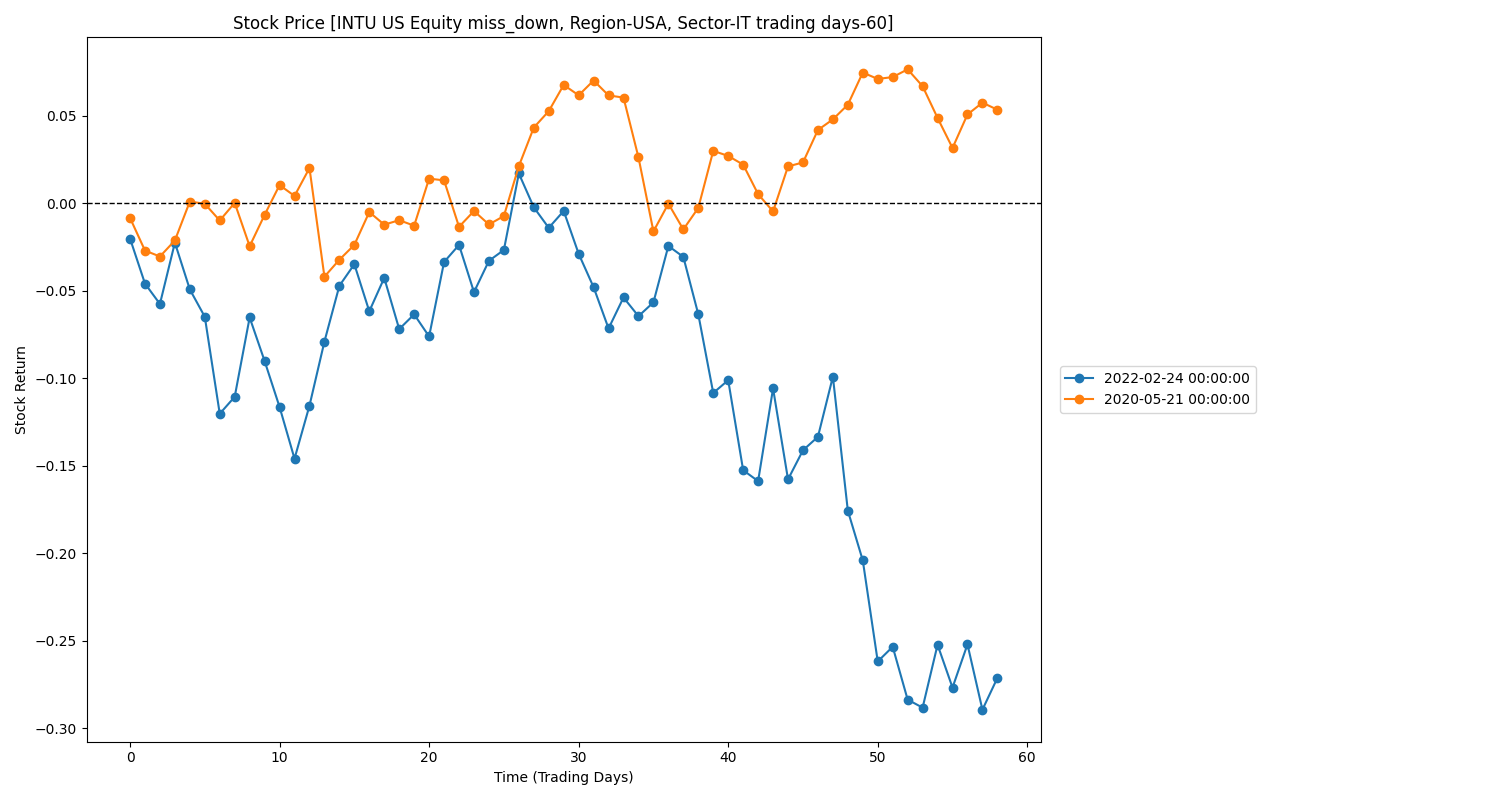 Stock Price [INTU US Equity miss_down, Region-USA, Sector-IT trading days-60]
Stock Return
0.05
0.00
−0.05
−0.10
−0.15
−0.20
−0.25
−0.30
0 10 20 30 40 50 60
Time (Trading Days)
2022-02-24 00:00:00
2020-05-21 00:00:00